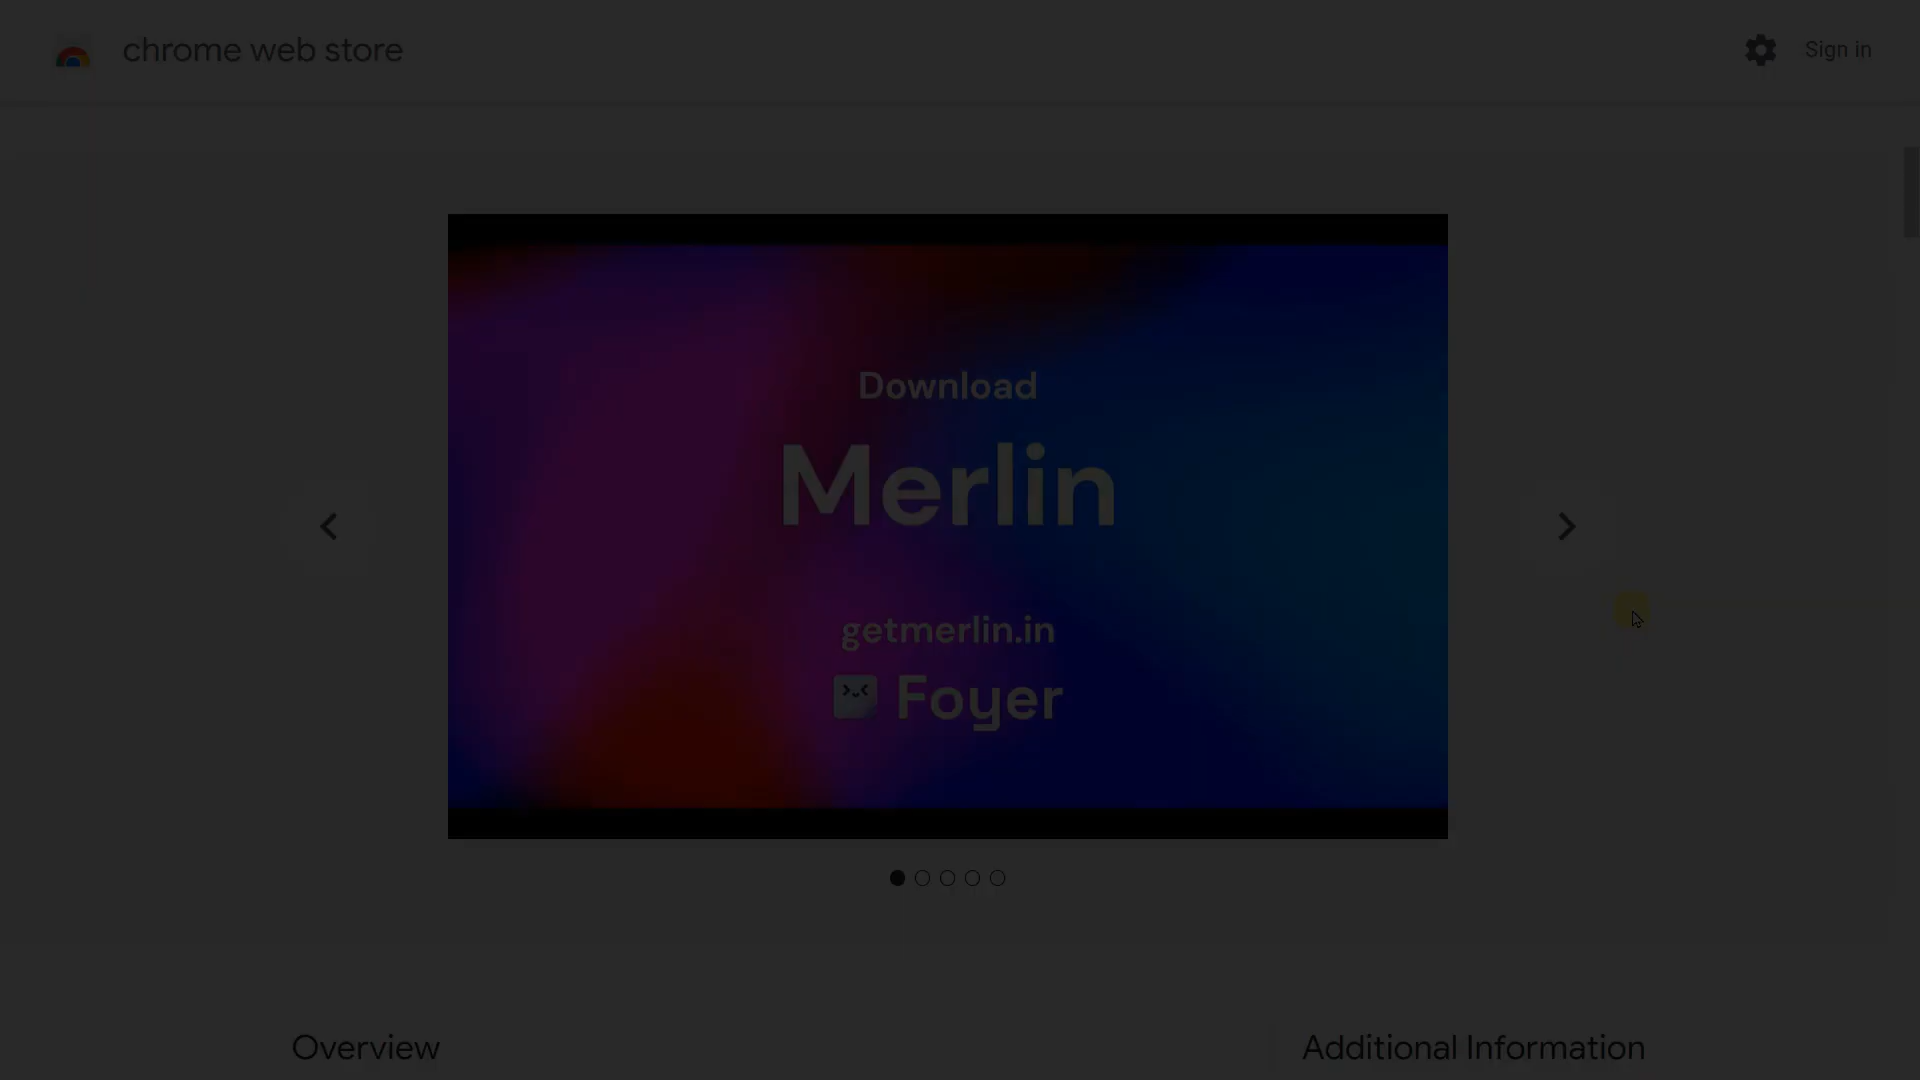 chrome web store
Sign in
Download
Merlin
getmerlin.in
Foyer
Overview
Additional Information